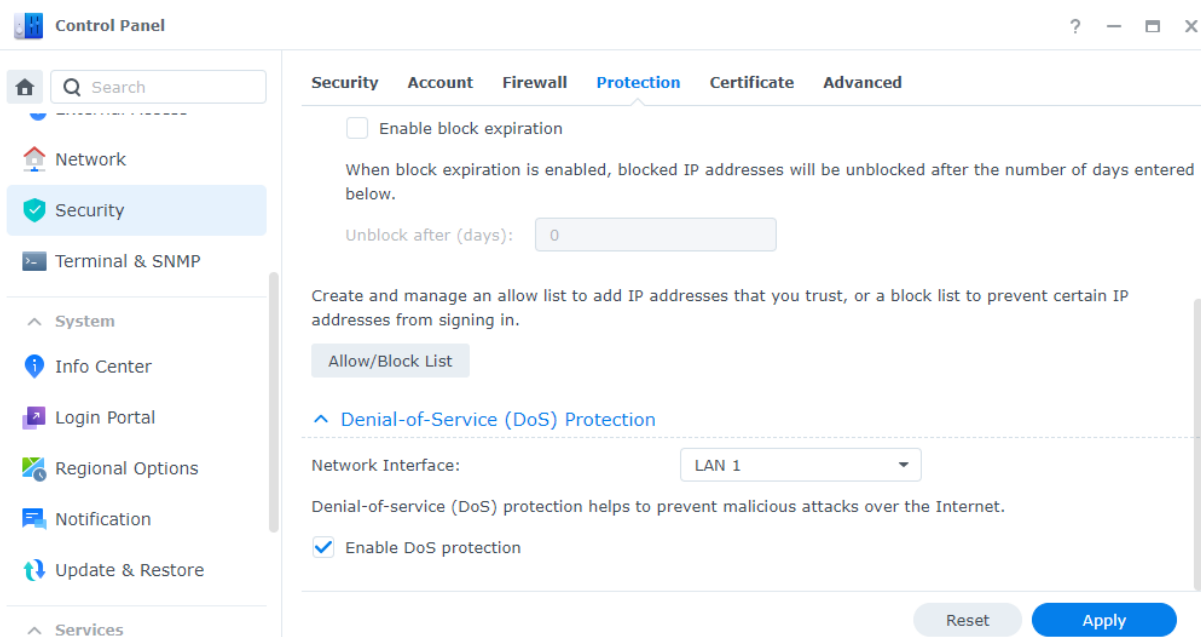 Control Panel
?
Search
Security Account Firewall Protection Certificate Advanced
Network
Security
Terminal & SNMP
System
Info Center
Login Portal
Regional Options
Notification
Update & Restore
Services
Enable block expiration
When block expiration is enabled, blocked IP addresses will be unblocked after the number of days entered
below.
Unblock after (days): 0
Create and manage an allow list to add IP addresses that you trust, or a block list to prevent certain IP
addresses from signing in.
Allow/Block List
Denial-of-Service (DoS) Protection
Network Interface: LAN 1
Denial-of-service (DoS) protection helps to prevent malicious attacks over the Internet.
Enable DoS protection
Reset Apply